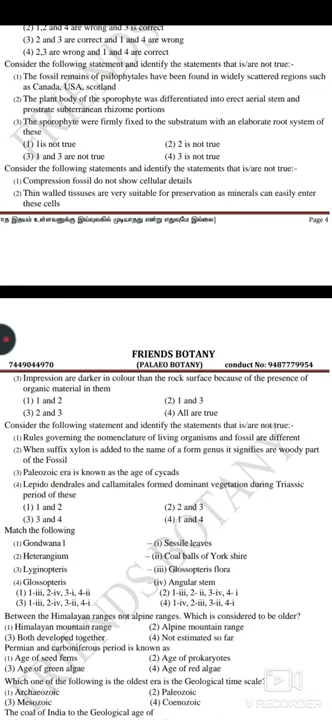 (2) 1,2 and 4 are wrong and 3 is correct
(3) 2 and 3 are correct and 1 and 4 are wrong
(4) 2,3 are wrong and 1 and 4 are correct
Consider the following statement and identify the statements that is/are not true:-
(1) The fossil remains of psilophytales have been found in widely scattered regions such
as Canada, USA, scotland
(2) The plant body of the sporophyte was differentiated into erect aerial stem and
prostrate subterranean rhizome portions
(3) The sporophyte were firmly fixed to the substratum with an elaborate root system of
these
(1) 1is not true (2) 2 is not true
(3) 1 and 3 are not true (4) 3 is not true
Consider the following statements and identify the statements that is/are not true:-
(1) Compression fossil do not show cellular details
(2) Thin walled tissuses are very suitable for preservation as minerals can easily enter
these cells
இதயம் உள்ளவனுக்கு இவ்வுலகில் முடியாதது என்று எதுவுமே இல்லை] Page 4
FRIENDS BOTANY
7449044970 (PALAEO BOTANY) conduct No: 9487779954
(3) Impression are darker in colour than the rock surface because of the presence of
organic material in them
(1) 1 and 2 (2) 1 and 3
(3) 2 and 3 (4) All are true
Consider the following statement and identify the statements that is/are not true:-
(1) Rules governing the nomenclature of living organisms and fossil are different
(2) When suffix xylon is added to the name of a form genus it signifies are woody part
of the Fossil
(3) Paleozoic era is known as the age of cycads
(4) Lepido dendrales and callamitales formed dominant vegetation during Triassic
period of these
(1) 1 and 2 (2) 2 and 3
(3) 3 and 4 (4) 1 and 4
Match the following
(1) Gondwana l – (i) Sessile leaves
(2) Heterangium – (ii) Coal balls of York shire
(3) Lyginopteris – (iii) Glossopteris flora
(4) Glossopteris (iv) Angular stem
(1) 1-iii, 2-iv, 3-i, 4-ii (2) 1-iii, 2- ii, 3-iv, 4- i
(3) 1-iii, 2-iv, 3-ii, 4-i (4) 1-iv, 2-iii, 3-ii, 4-i
Between the Himalayan ranges not alpine ranges. Which is considered to be older?
(1) Himalayan mountain range (2) Alpine mountain range
(3) Both developed together (4) Not estimated so far
Permian and carboniferous period is known as
(1) Age of seed ferns (2) Age of prokaryotes
(3) Age of green algae (4) Age of red algae
Which one of the following is the oldest era is the Geological time scale?
(1) Archaeozoic (2) Paleozoic
(3) Mesozoic (4) Coenozoic
The coal of India to the Geological age of
FRIENDS BOTANY
FRIENDS BOTANY
V RECORDER